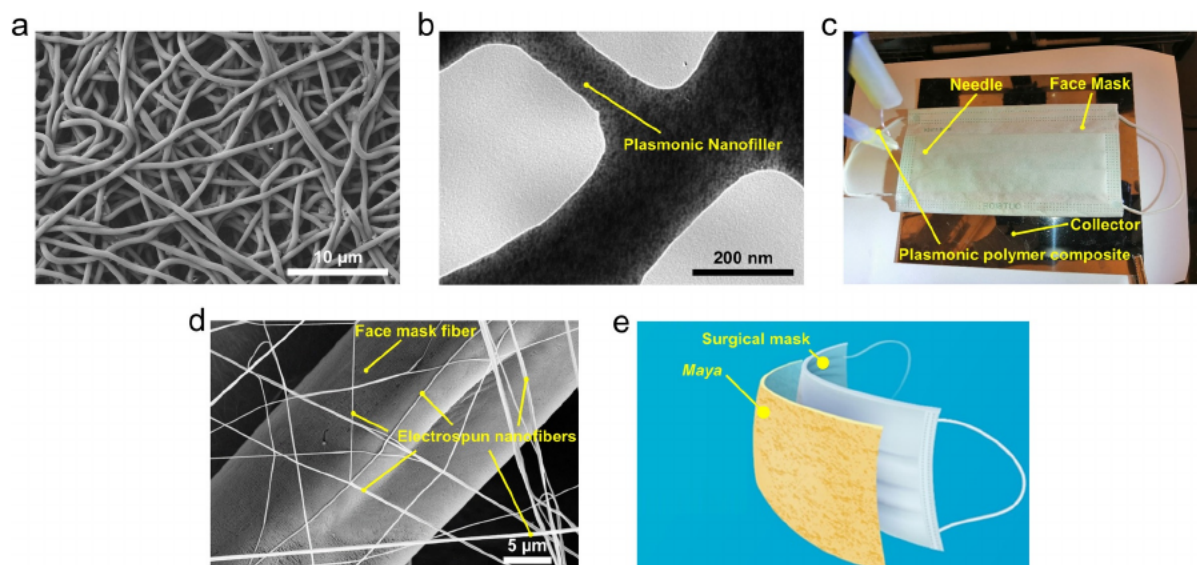 a
b
c
10 µm
Plasmonic Nanofiller
200 nm
Needle
Face Mask
Collector
Plasmonic polymer composite
d
e
Face mask fiber
Electrospun nanofibers
5 µm
Surgical mask
Maya